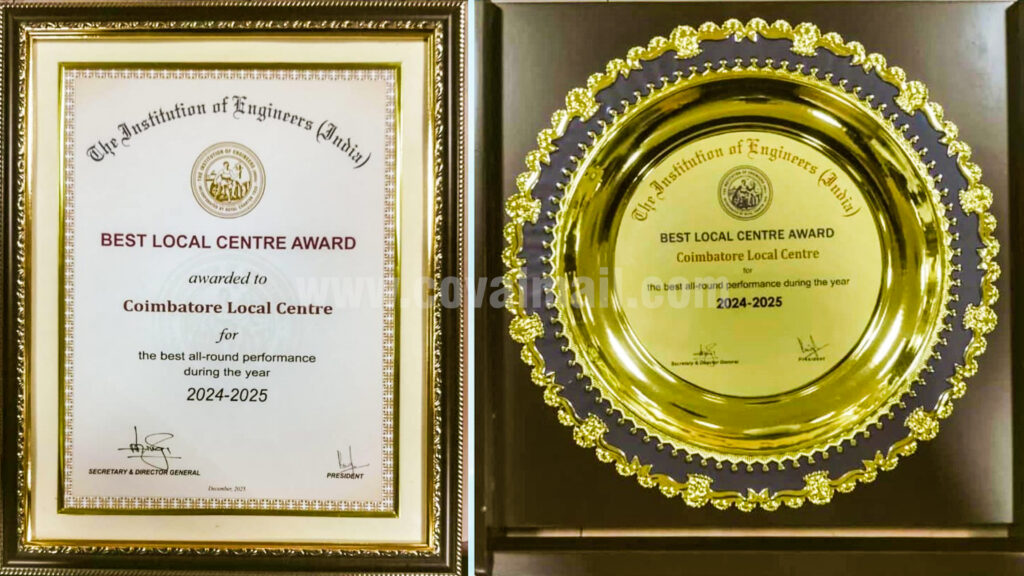 The Institution of Engineers (India)
BEST LOCAL CENTRE AWARD
awarded to
Coimbatore Local Centre
for
the best all-round performance
during the year
2024-2025
SECRETARY & DIRECTOR GENERAL
PRESIDENT
December, 2025
The Institution of Engineers (India)
BEST LOCAL CENTRE AWARD
Coimbatore Local Centre
for
the best all-round performance during the year
2024-2025
Secretary & Director General
PRESIDENT
www.covaimail.com